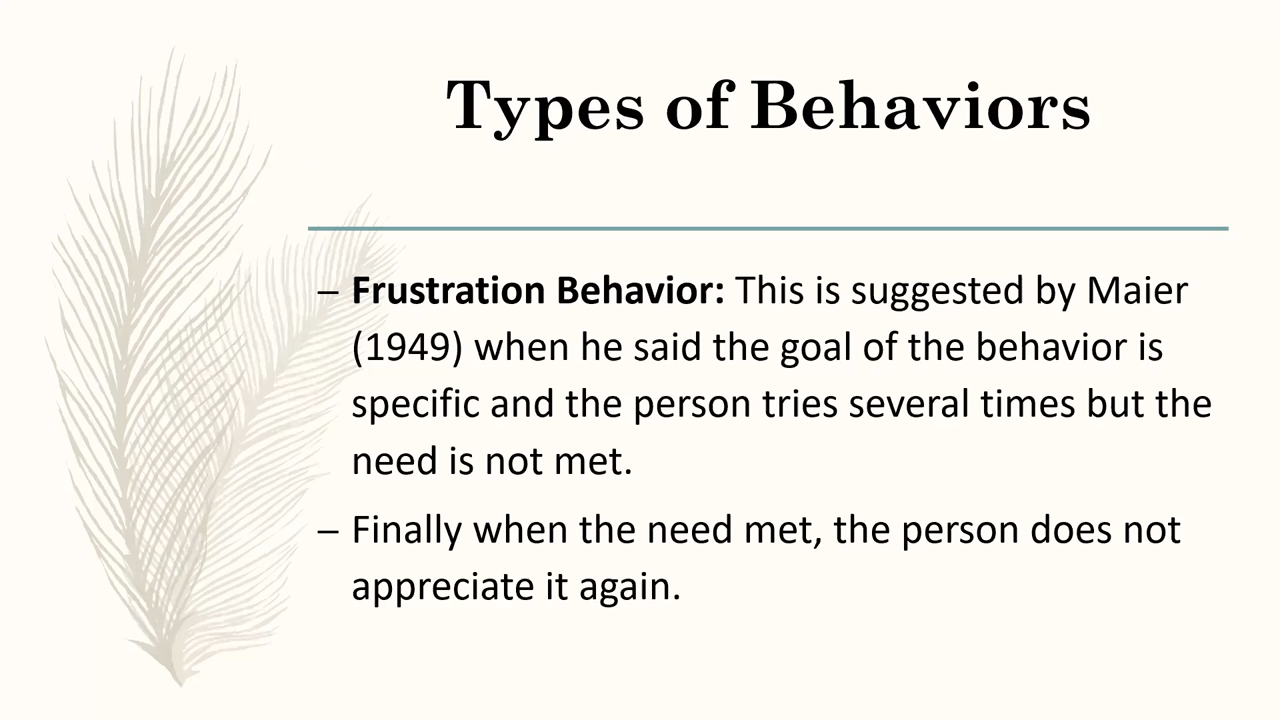 Types of Behaviors
– Frustration Behavior: This is suggested by Maier
(1949) when he said the goal of the behavior is
specific and the person tries several times but the
need is not met.
– Finally when the need met, the person does not
appreciate it again.